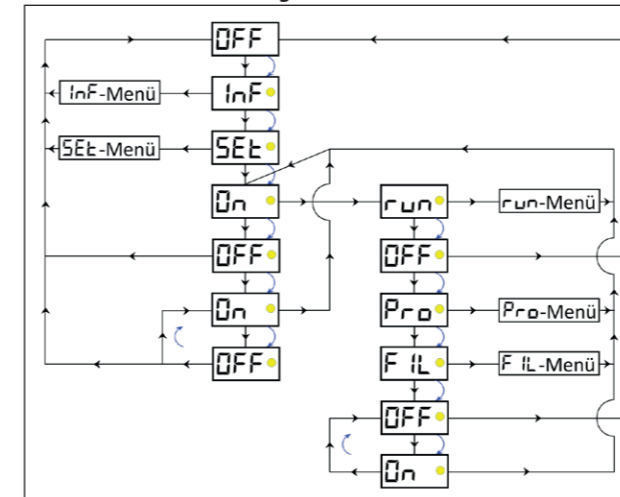 OFF
InF-Menü InF
SEt-Menü SEt
On run run-Menü
OFF OFF
On Pro Pro-Menü
OFF FIL FIL-Menü
OFF
On